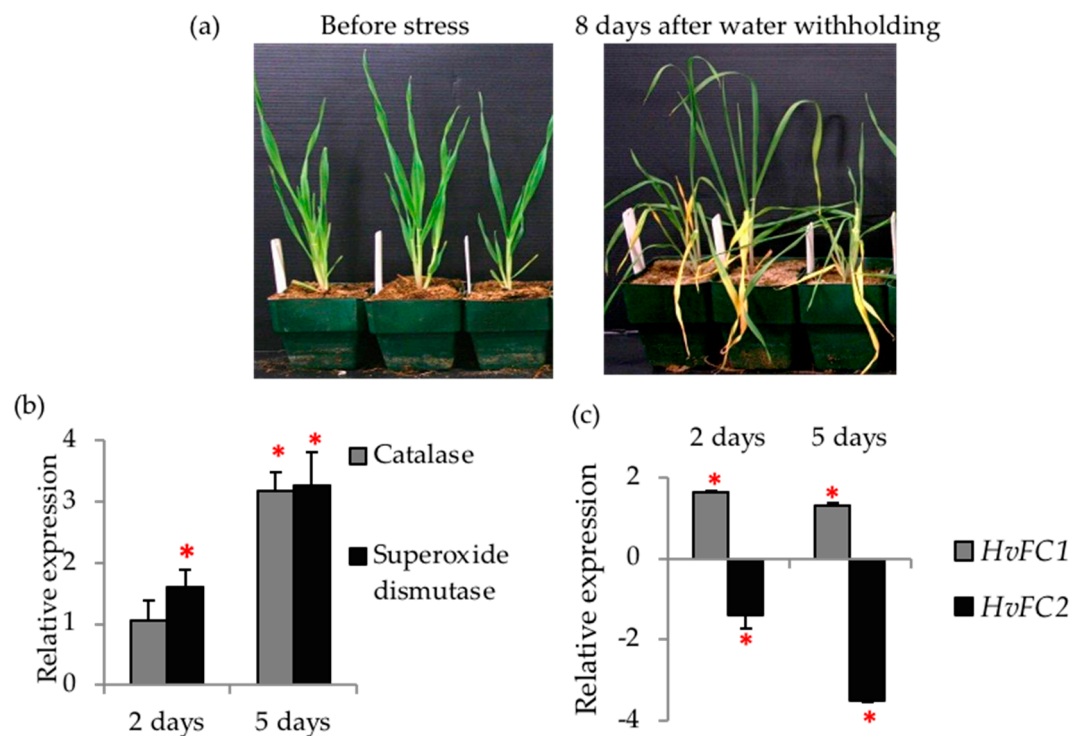 (a) Before stress 8 days after water withholding
(b)
Relative expression
4
3
2
1
0
* * *
2 days 5 days
Catalase
Superoxide
dismutase
(c)
2 days 5 days
Relative expression
2
0
-2
-4
* *
* *
HvFC1
HvFC2